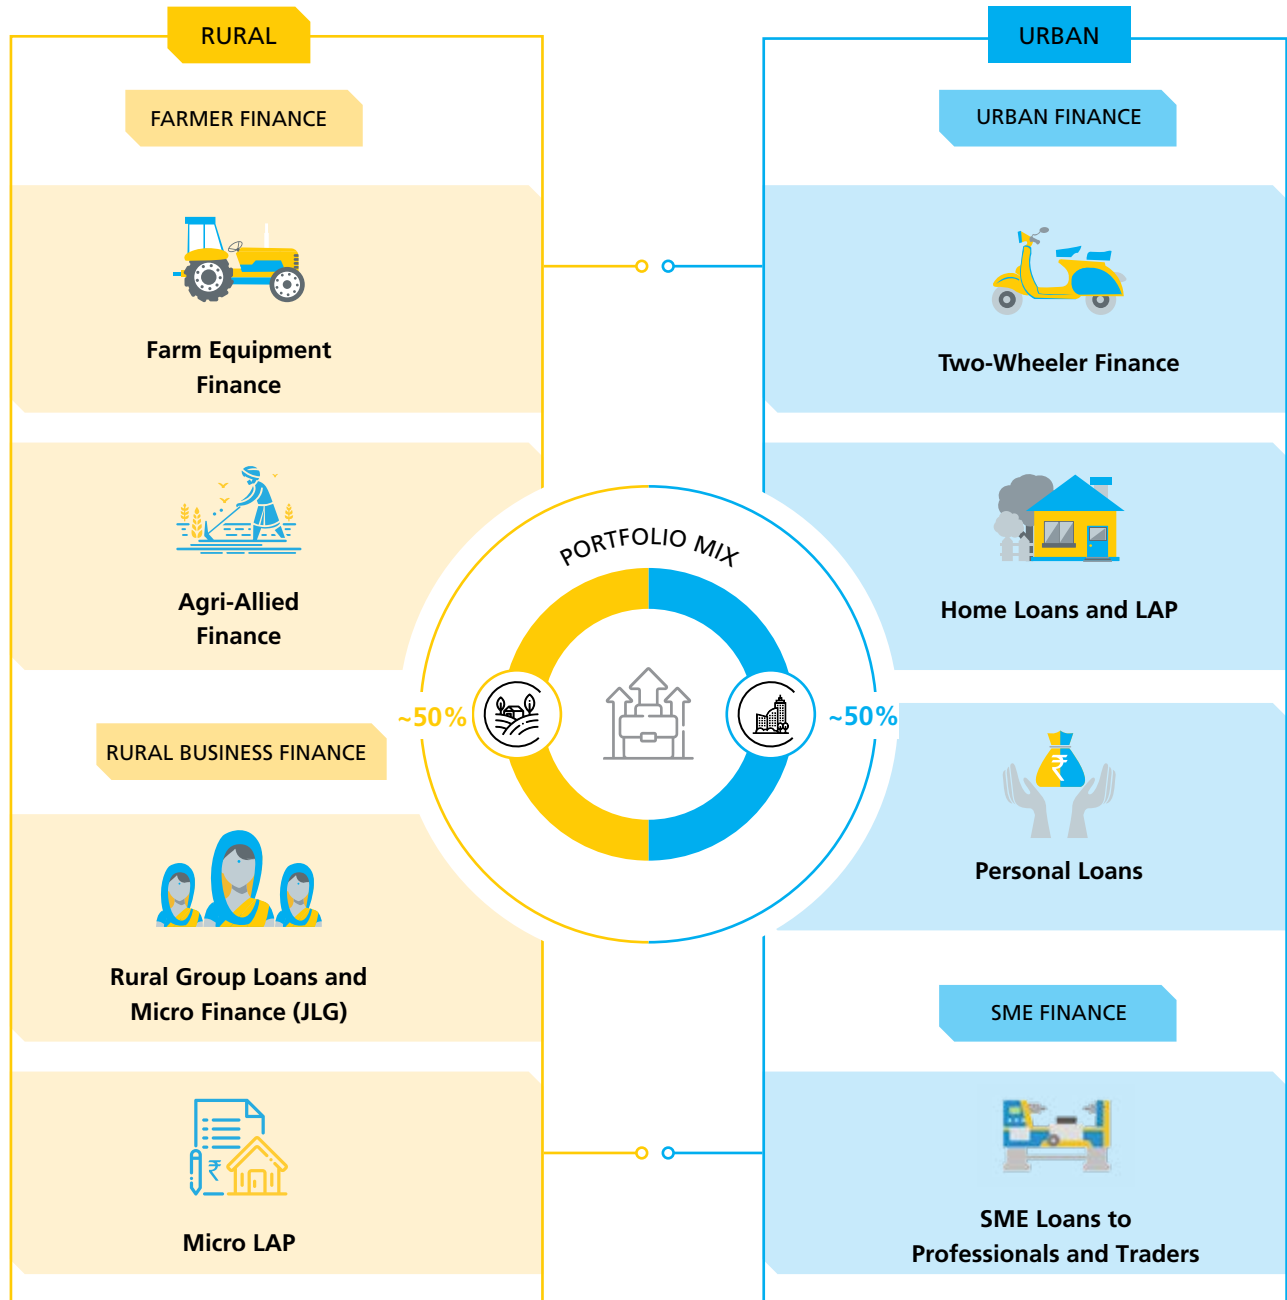 RURAL
FARMER FINANCE
Farm Equipment
Finance
Agri-Allied
Finance
RURAL BUSINESS FINANCE
Rural Group Loans and
Micro Finance (JLG)
₹
Micro LAP
PORTFOLIO MIX
~50%
~50%
URBAN
URBAN FINANCE
Two-Wheeler Finance
Home Loans and LAP
₹
Personal Loans
SME FINANCE
SME Loans to
Professionals and Traders